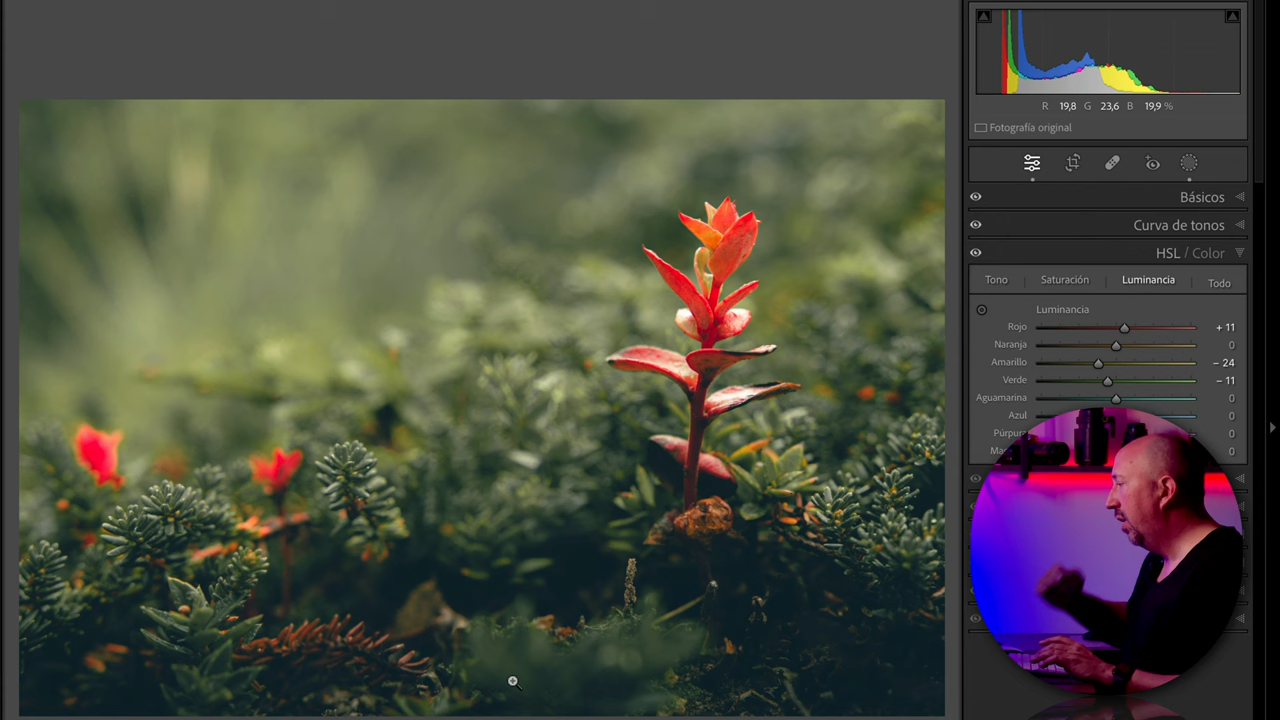 R 19,8 G 23,6 B 19,9 %
Fotografía original
Básicos
Curva de tonos
HSL / Color
Tono Saturación Luminancia Todo
Luminancia
Rojo + 11
Naranja 0
Amarillo − 24
Verde − 11
Aguamarina 0
Azul 0
0
0